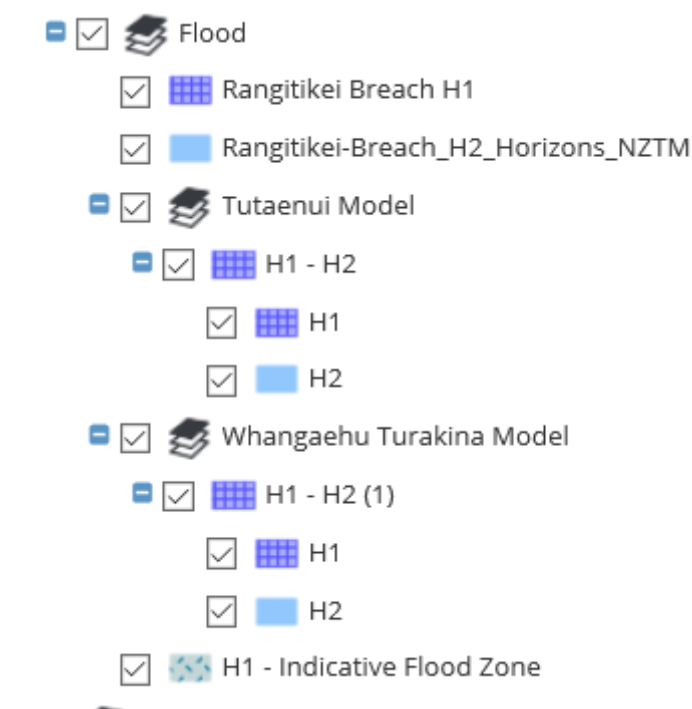 Flood
Rangitikei Breach H1
Rangitikei-Breach_H2_Horizons_NZTM
Tutaenui Model
H1 - H2
H1
H2
Whangaehu Turakina Model
H1 - H2 (1)
H1
H2
H1 - Indicative Flood Zone